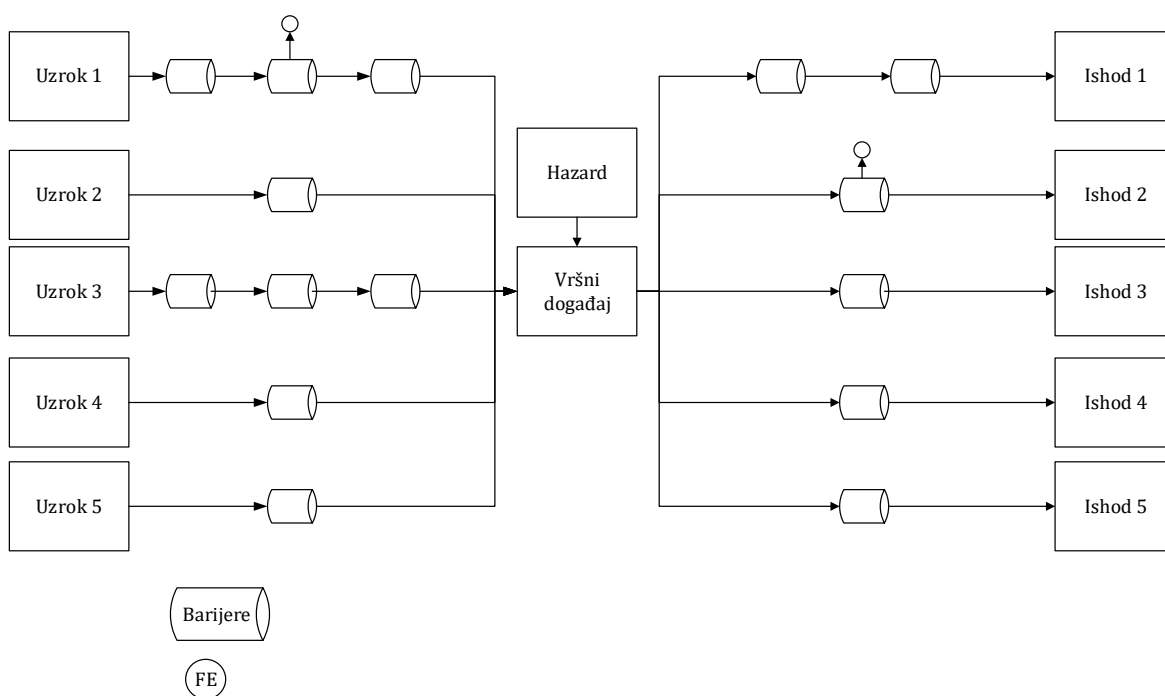 Uzrok 1
Ishod 1
Hazard
Uzrok 2
Ishod 2
Uzrok 3
Vršni
događaj
Ishod 3
Uzrok 4
Ishod 4
Uzrok 5
Ishod 5
Barijere
FE